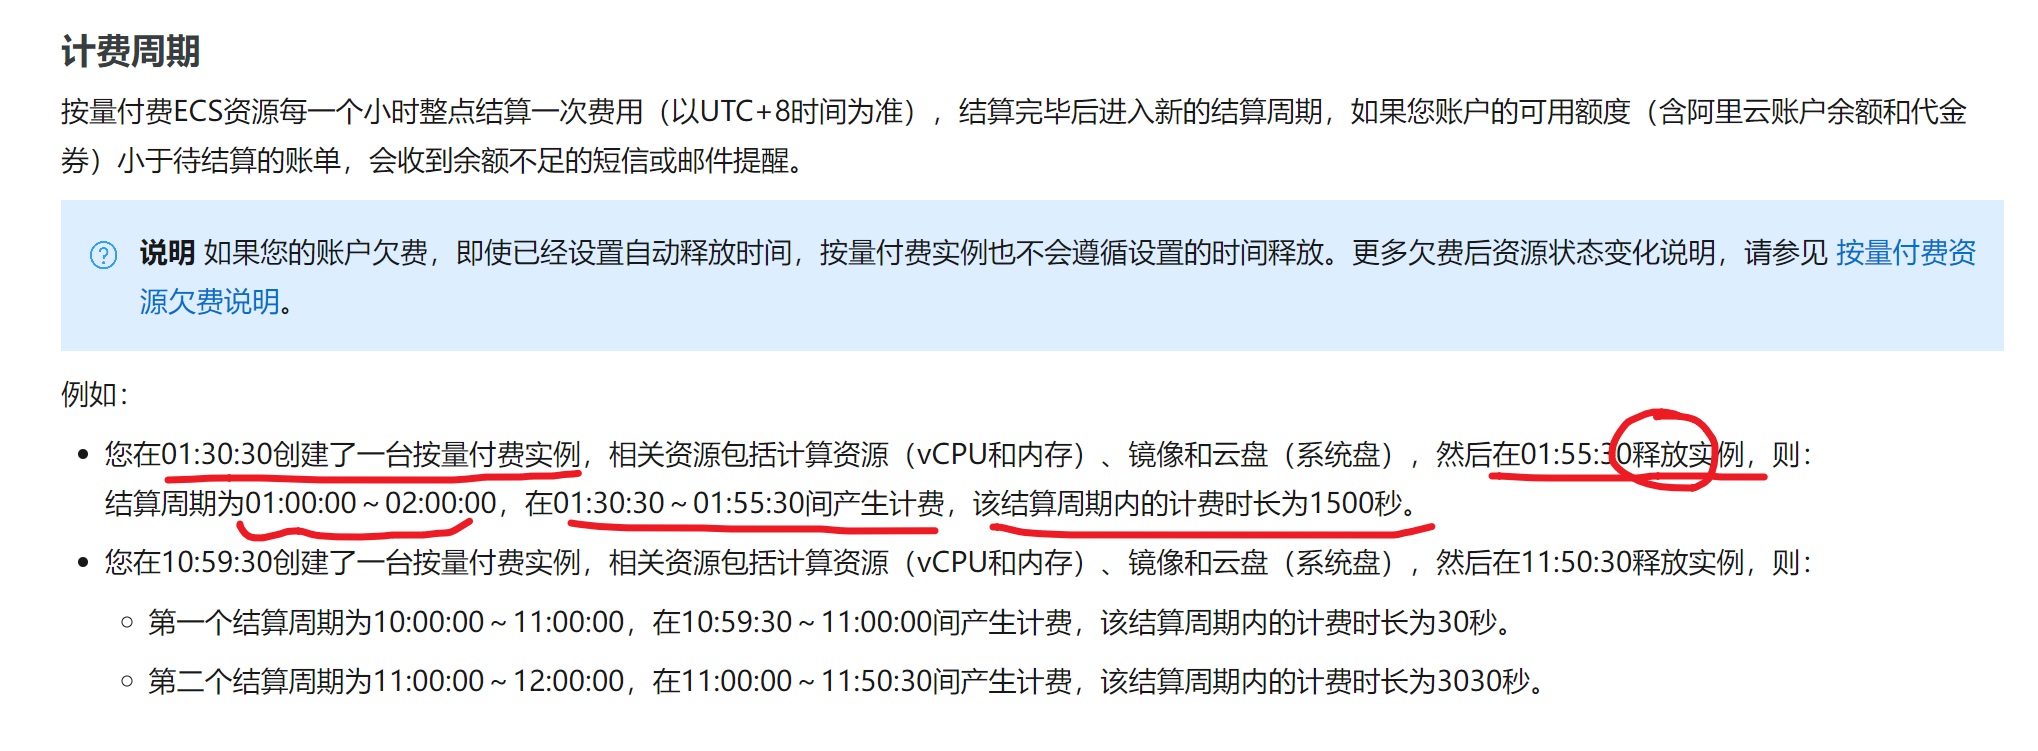 计费周期
按量付费ECS资源每一个小时整点结算一次费用（以UTC+8时间为准），结算完毕后进入新的结算周期，如果您账户的可用额度（含阿里云账户余额和代金
券）小于待结算的账单，会收到余额不足的短信或邮件提醒。
说明 如果您的账户欠费，即使已经设置自动释放时间，按量付费实例也不会遵循设置的时间释放。更多欠费后资源状态变化说明，请参见 按量付费资
源欠费说明。
例如：
• 您在01:30:30创建了一台按量付费实例，相关资源包括计算资源（vCPU和内存）、镜像和云盘（系统盘），然后在01:55:30释放实例，则：
结算周期为01:00:00～02:00:00，在01:30:30～01:55:30间产生计费，该结算周期内的计费时长为1500秒。
• 您在10:59:30创建了一台按量付费实例，相关资源包括计算资源（vCPU和内存）、镜像和云盘（系统盘），然后在11:50:30释放实例，则：
◦ 第一个结算周期为10:00:00～11:00:00，在10:59:30～11:00:00间产生计费，该结算周期内的计费时长为30秒。
◦ 第二个结算周期为11:00:00～12:00:00，在11:00:00～11:50:30间产生计费，该结算周期内的计费时长为3030秒。